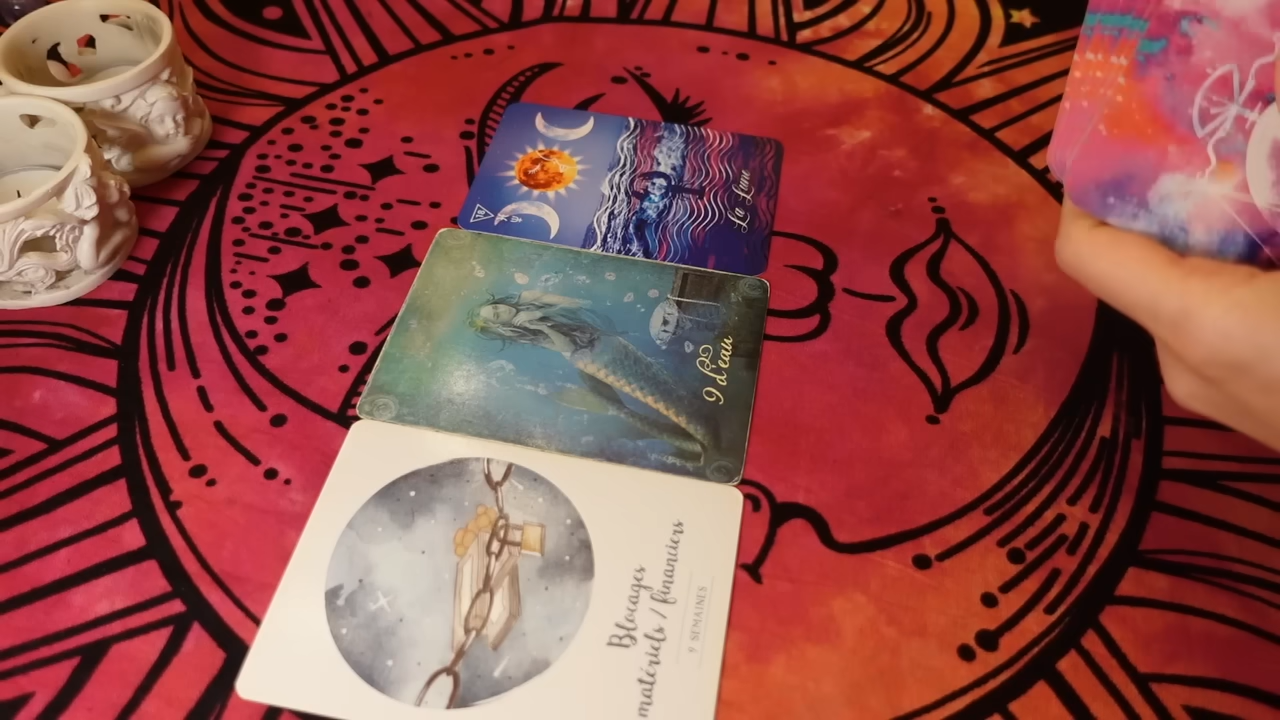 La Lune
9 d'eau
Blocages
matériels / financiers
9 SEMAINES